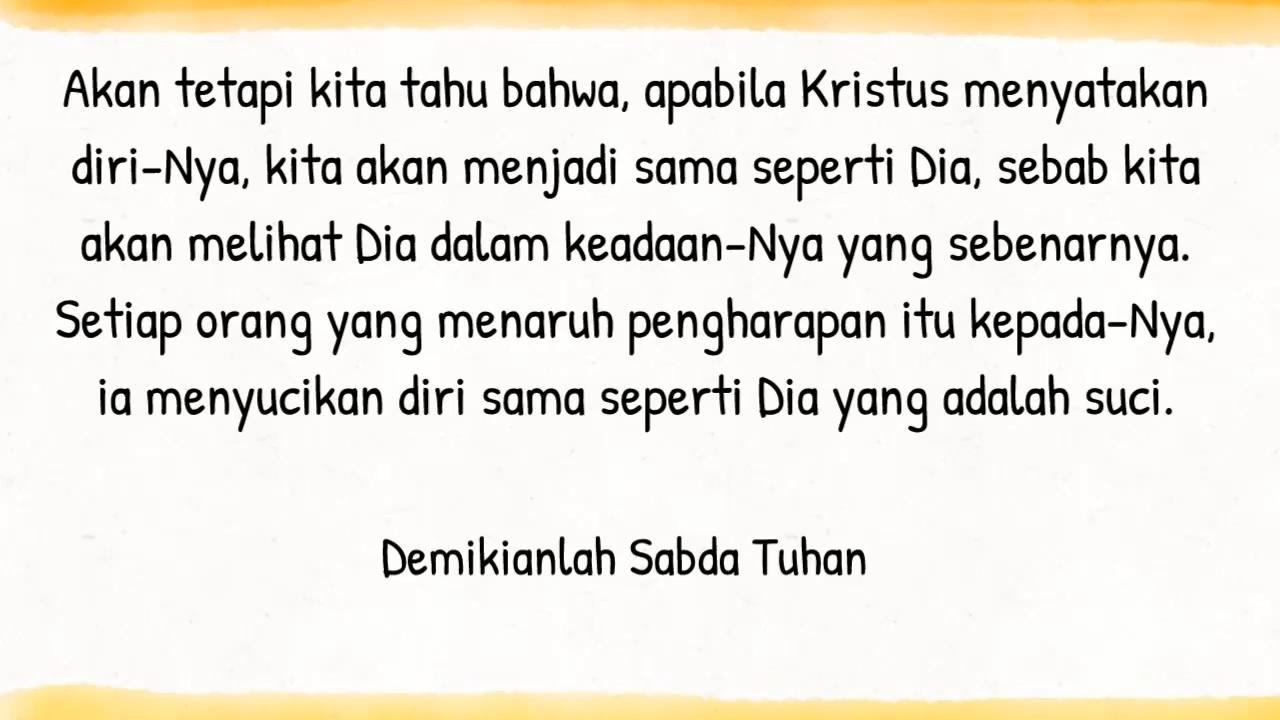 Akan tetapi kita tahu bahwa, apabila Kristus menyatakan
diri-Nya, kita akan menjadi sama seperti Dia, sebab kita
akan melihat Dia dalam keadaan-Nya yang sebenarnya.
Setiap orang yang menaruh pengharapan itu kepada-Nya,
ia menyucikan diri sama seperti Dia yang adalah suci.
Demikianlah Sabda Tuhan